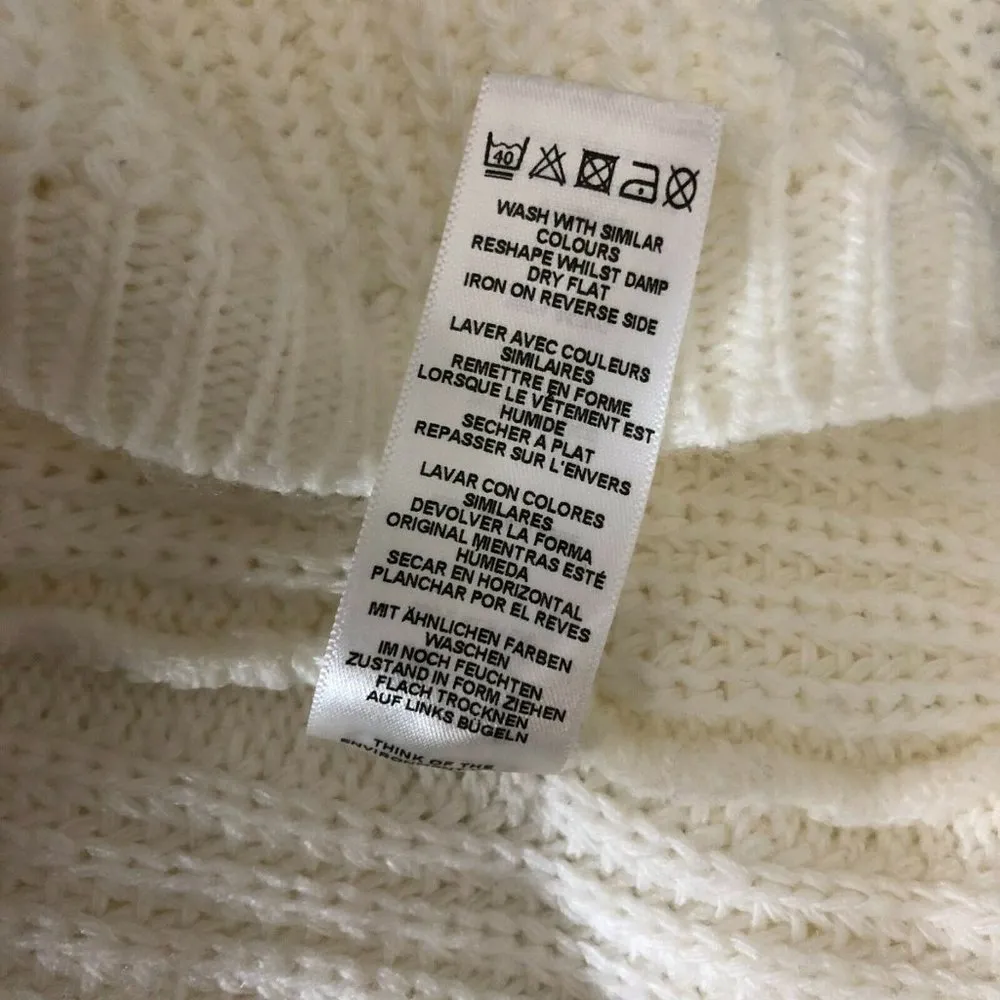 40
WASH WITH SIMILAR
COLOURS
RESHAPE WHILST DAMP
DRY FLAT
IRON ON REVERSE SIDE
LAVER AVEC COULEURS
SIMILAIRES
REMETTRE EN FORME
LORSQUE LE VÊTEMENT EST
HUMIDE
SECHER A PLAT
REPASSER SUR L'ENVERS
LAVAR CON COLORES
SIMILARES
DEVOLVER LA FORMA
ORIGINAL MIENTRAS ESTÉ
HUMEDA
SECAR EN HORIZONTAL
PLANCHAR POR EL REVES
MIT ÄHNLICHEN FARBEN
WASCHEN
IM NOCH FEUCHTEN
ZUSTAND IN FORM ZIEHEN
FLACH TROCKNEN
AUF LINKS BÜGELN
THINK OF THE